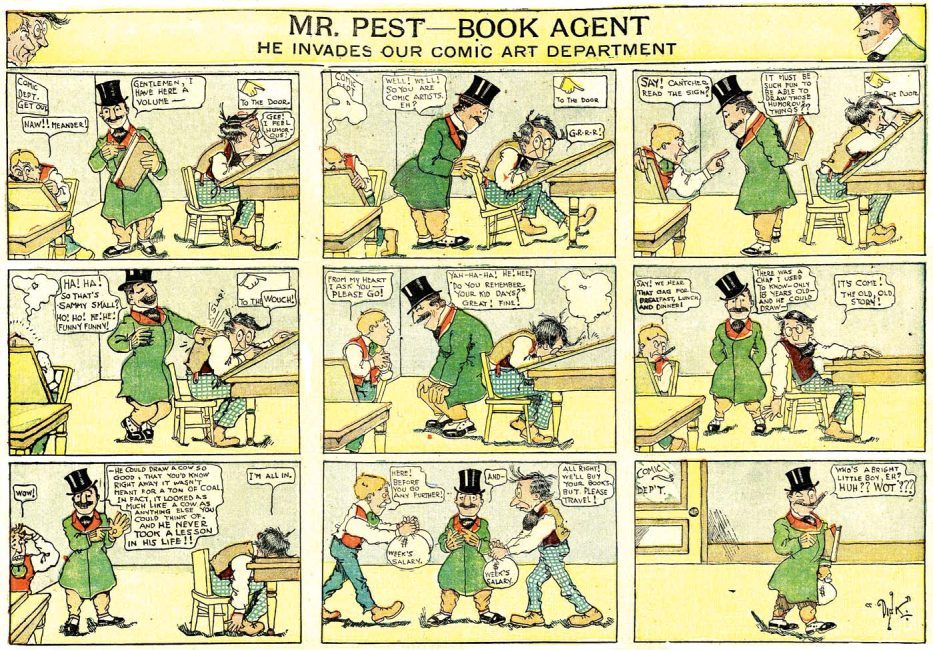 MR. PEST—BOOK AGENT
HE INVADES OUR COMIC ART DEPARTMENT
COMIC
DEPT.
GET OUT
NAW!! MEANDER!
GENTLEMEN, I
HAVE HERE A
VOLUME —
TO THE DOOR.
GEE!
I FEEL
HUMOR-
OUS!
COMIC
DEPT
WELL! WELL!
SO YOU ARE
COMIC ARTISTS,
EH?
TO THE DOOR
G-R-R-R!
SAY! CANTCHER
READ THE SIGN?
IT MUST BE
SUCH FUN TO
BE ABLE TO
DRAW THOSE
HUMOROUS
THINGS??
TO THE DOOR
HA! HA!
SO THAT'S
SAMMY SMALL?
HO! HO! HE! HE!
FUNNY FUNNY!
SLAP!
TO THE
WOUCH!
FROM MY HEART
I ASK YOU —
PLEASE GO!
YAH-HA-HA! HE! HEE!
DO YOU REMEMBER
YOUR KID DAYS?
GREAT! FINE!
SAY! WE HEAR
THAT GAG FOR
BREAKFAST, LUNCH
AND DINNER!
THERE WAS A
CHAP I USED
TO KNOW—ONLY
18 YEARS OLD—
AND HE COULD
DRAW—
IT'S COME!
THE OLD, OLD,
STORY!
WOW!
—HE COULD DRAW A COW SO
GOOD, THAT YOU'D KNOW
RIGHT AWAY IT WASN'T
MEANT FOR A TON OF COAL.
IN FACT, IT LOOKED AS
MUCH LIKE A COW AS
ANYTHING ELSE YOU
COULD THINK OF,
AND HE NEVER
TOOK A LESSON
IN HIS LIFE!!
I'M ALL IN.
HERE!
BEFORE
YOU GO
ANY FURTHER!
AND—
ALL RIGHT!
WE'LL BUY
YOUR BOOKS,
BUT, PLEASE
TRAVEL!
$
WEEK'S
SALARY.
$
WEEK'S
SALARY.
COMIC
DEP'T.
WHO'S A BRIGHT
LITTLE BOY, EH?
HUH?? WOT???
$
DICK.